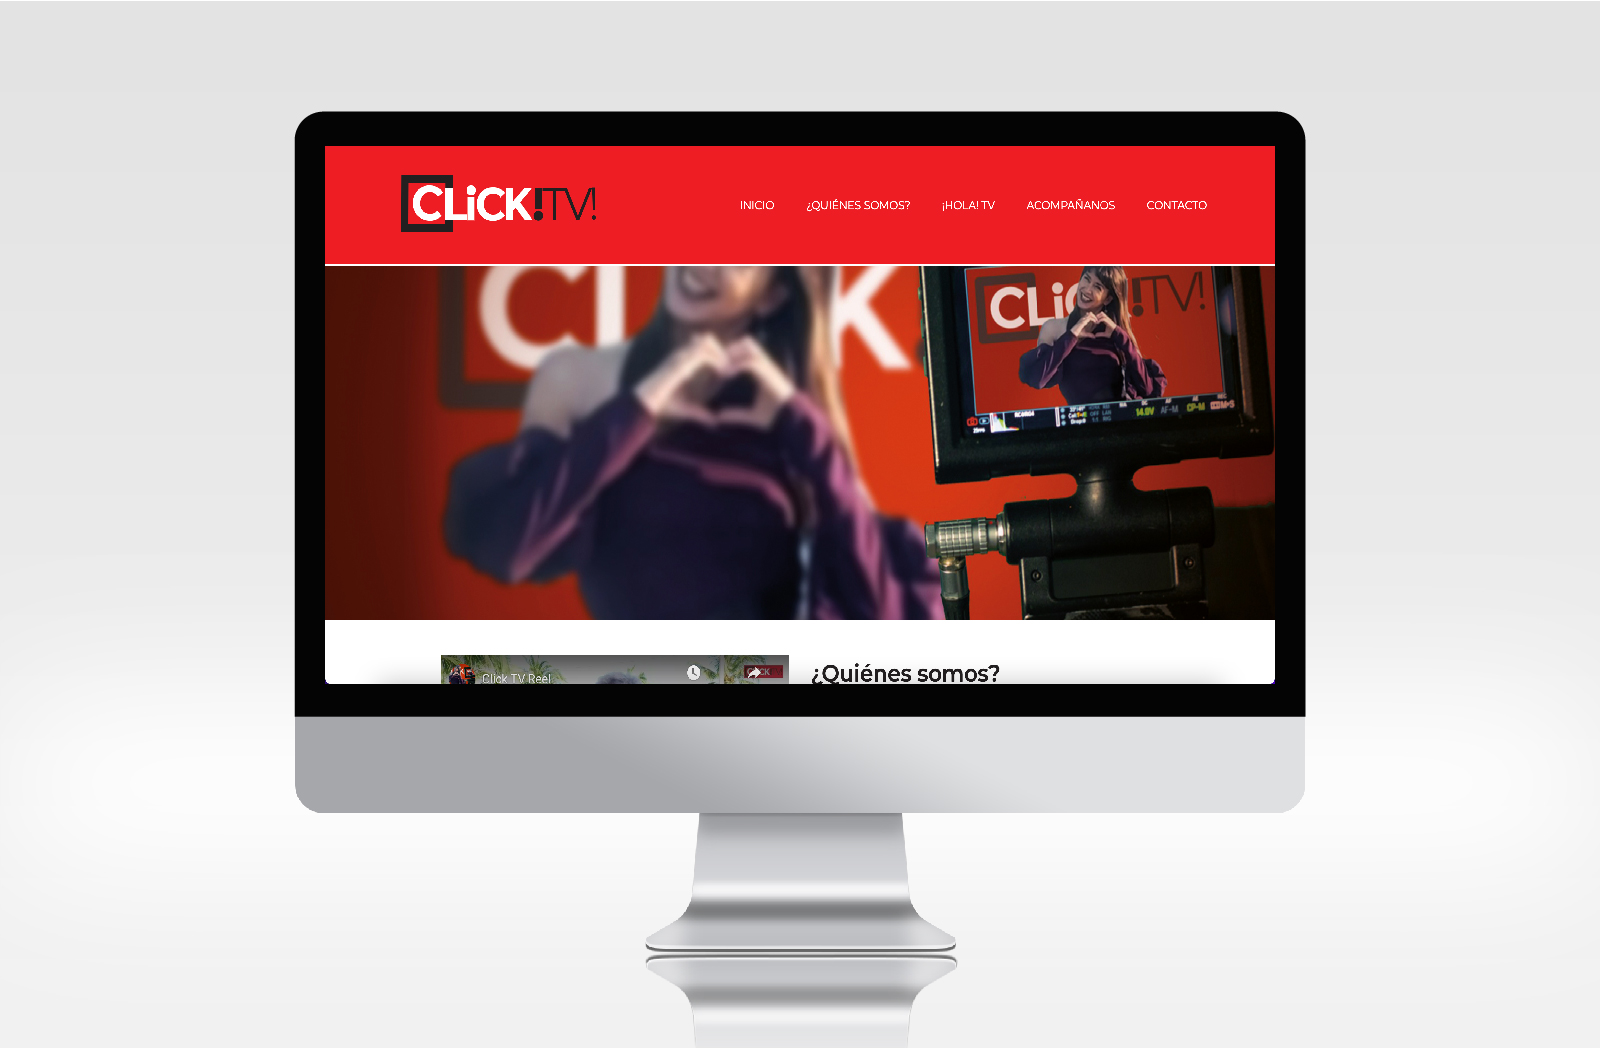 CLiCK!TV!
INICIO ¿QUIÉNES SOMOS? ¡HOLA! TV ACOMPAÑANOS CONTACTO
CLiCK!TV!
14.9V AF-M CP-M
Click TV Reel
CLICK
¿Quiénes somos?